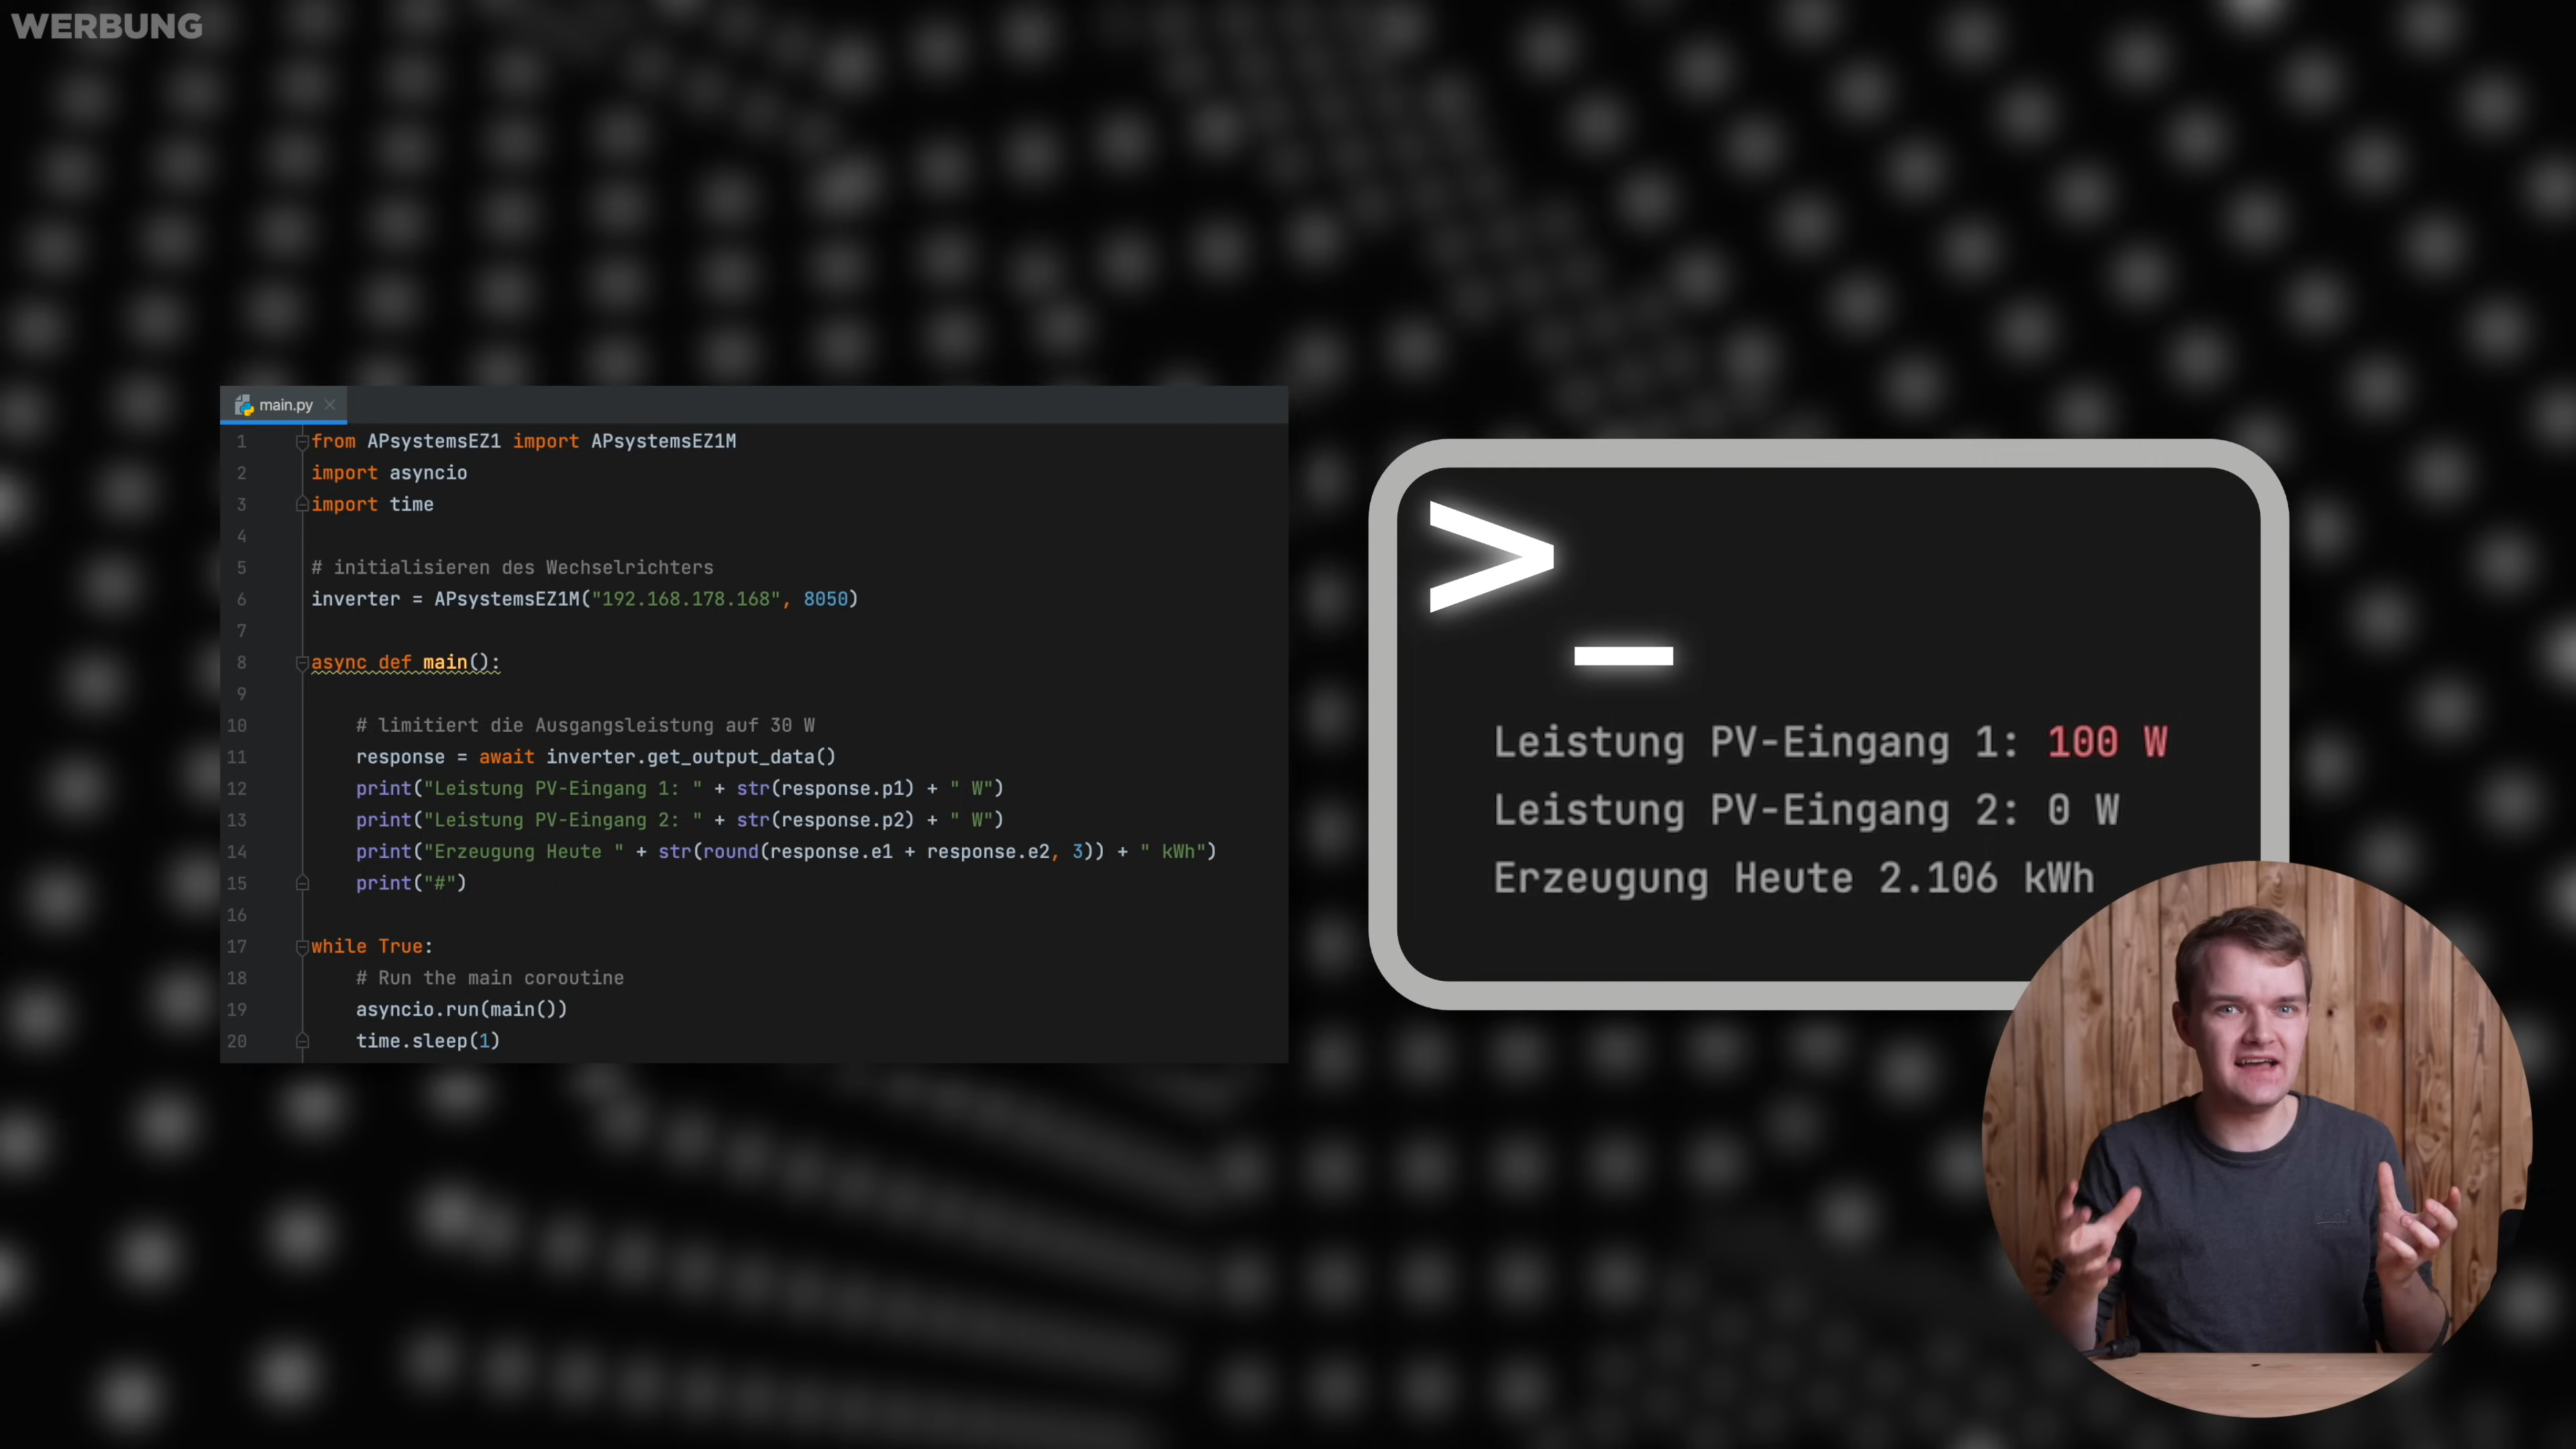 WERBUNG
main.py
1 from APsystemsEZ1 import APsystemsEZ1M
2 import asyncio
3 import time
4
5 # initialisieren des Wechselrichters
6 inverter = APsystemsEZ1M("192.168.178.168", 8050)
7
8 async def main():
9
10 # limitiert die Ausgangsleistung auf 30 W
11 response = await inverter.get_output_data()
12 print("Leistung PV-Eingang 1: " + str(response.p1) + " W")
13 print("Leistung PV-Eingang 2: " + str(response.p2) + " W")
14 print("Erzeugung Heute " + str(round(response.e1 + response.e2, 3)) + " kWh")
15 print("#")
16
17 while True:
18 # Run the main coroutine
19 asyncio.run(main())
20 time.sleep(1)
>_
Leistung PV-Eingang 1: 100 W
Leistung PV-Eingang 2: 0 W
Erzeugung Heute 2.106 kWh